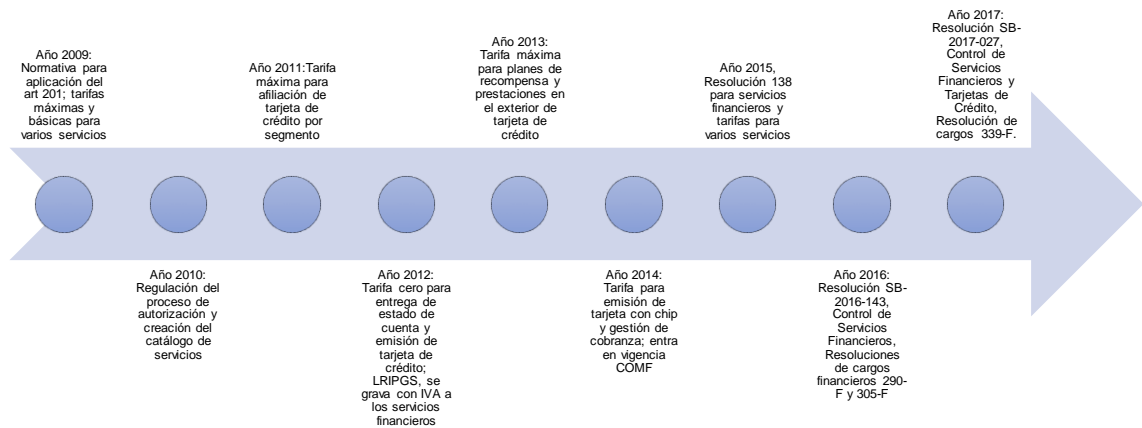 Año 2009:
Normativa para
aplicación del
art 201; tarifas
máximas y
básicas para
varios servicios
Año 2010:
Regulación del
proceso de
autorización y
creación del
catálogo de
servicios
Año 2011:Tarifa
máxima para
afiliación de
tarjeta de
crédito por
segmento
Año 2012:
Tarifa cero para
entrega de
estado de
cuenta y
emisión de
tarjeta de
crédito;
LRIPGS, se
grava con IVA a
los servicios
financieros
Año 2013:
Tarifa máxima
para planes de
recompensa y
prestaciones en
el exterior de
tarjeta de
crédito
Año 2014:
Tarifa para
emisión de
tarjeta con chip
y gestión de
cobranza; entra
en vigencia
COMF
Año 2015,
Resolución 138
para servicios
financieros y
tarifas para
varios servicios
Año 2016:
Resolución SB-
2016-143,
Control de
Servicios
Financieros,
Resoluciones
de cargos
financieros 290-
F y 305-F
Año 2017:
Resolución SB-
2017-027,
Control de
Servicios
Financieros y
Tarjetas de
Crédito,
Resolución de
cargos 339-F.